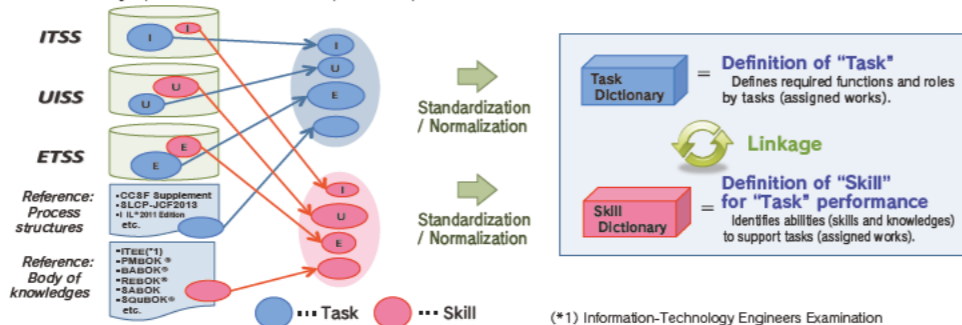 ITSS
I
I
I
UISS
U
U
U
E
ETSS
E
E
Reference:
Process
structures
•CCSF Supplement
•SLCP-JCF2013
•I IL® 2011 Edition
etc.
Reference:
Body of
knowledges
•ITEE(*1)
•PMBOK®
•BABOK®
•REBOK®
•SABOK
•SQuBOK®
etc.
I
U
E
••• Task
••• Skill
Standardization
/ Normalization
Standardization
/ Normalization
Task
Dictionary
= Definition of "Task"
Defines required functions and roles
by tasks (assigned works).
Linkage
Skill
Dictionary
= Definition of "Skill"
for "Task" performance
Identifies abilities (skills and knowledges)
to support tasks (assigned works).
(*1) Information-Technology Engineers Examination